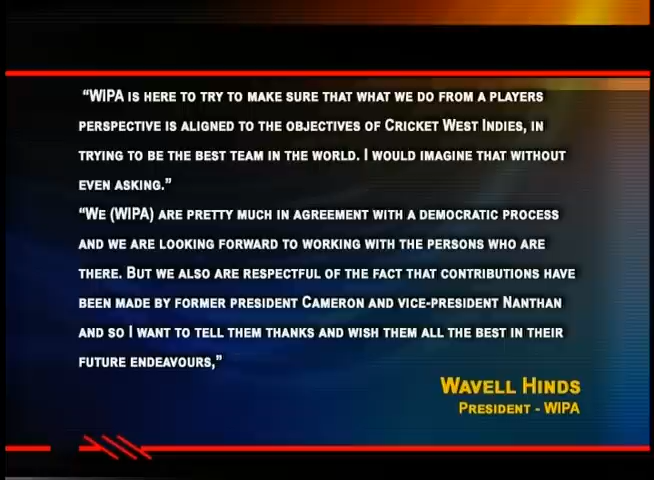 “WIPA IS HERE TO TRY TO MAKE SURE THAT WHAT WE DO FROM A PLAYERS
PERSPECTIVE IS ALIGNED TO THE OBJECTIVES OF CRICKET WEST INDIES, IN
TRYING TO BE THE BEST TEAM IN THE WORLD. I WOULD IMAGINE THAT WITHOUT
EVEN ASKING.”
“WE (WIPA) ARE PRETTY MUCH IN AGREEMENT WITH A DEMOCRATIC PROCESS
AND WE ARE LOOKING FORWARD TO WORKING WITH THE PERSONS WHO ARE
THERE. BUT WE ALSO ARE RESPECTFUL OF THE FACT THAT CONTRIBUTIONS HAVE
BEEN MADE BY FORMER PRESIDENT CAMERON AND VICE-PRESIDENT NANTHAN
AND SO I WANT TO TELL THEM THANKS AND WISH THEM ALL THE BEST IN THEIR
FUTURE ENDEAVOURS,”
WAVELL HINDS
PRESIDENT - WIPA